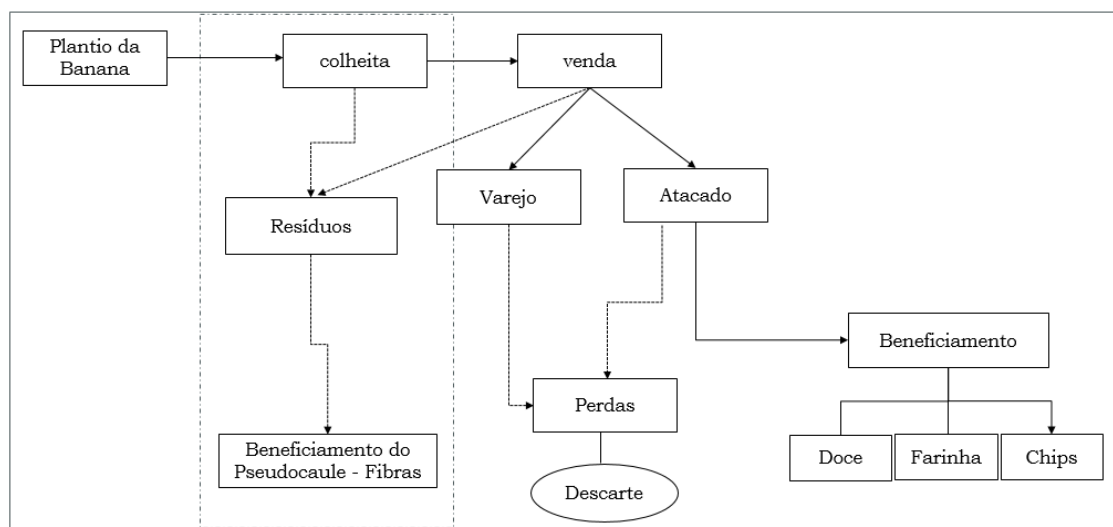 Plantio da
Banana
colheita
venda
Varejo
Atacado
Resíduos
Beneficiamento
Perdas
Beneficiamento do
Pseudocaule - Fibras
Doce
Farinha
Chips
Descarte